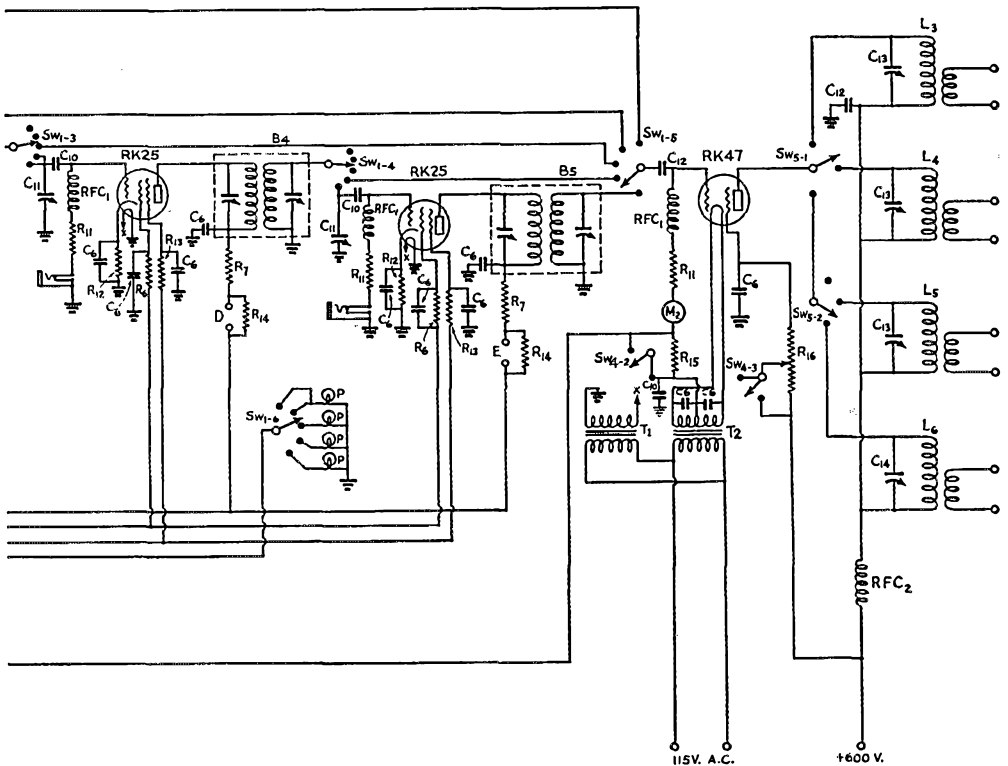 L3
C13
C12
Sw1-3
C10
RK25
B4
Sw1-4
RK25
B5
Sw1-5
C12
RK47
Sw5-1
L4
C13
C11
RFC1
C10
C11
RFC1
RFC1
R11
C6
R12
x
C6
R6
R13
C6
C6
R7
D
R14
R11
R12
x
C6
C6
R6
R13
C6
C6
R7
E
R14
R11
M2
C6
Sw5-2
L5
C13
Sw4-2
R15
C10
C6
C6
Sw4-3
R16
x
T1
T2
Sw1-6
P
P
P
P
L6
C14
RFC2
115V. A.C.
+600 V.